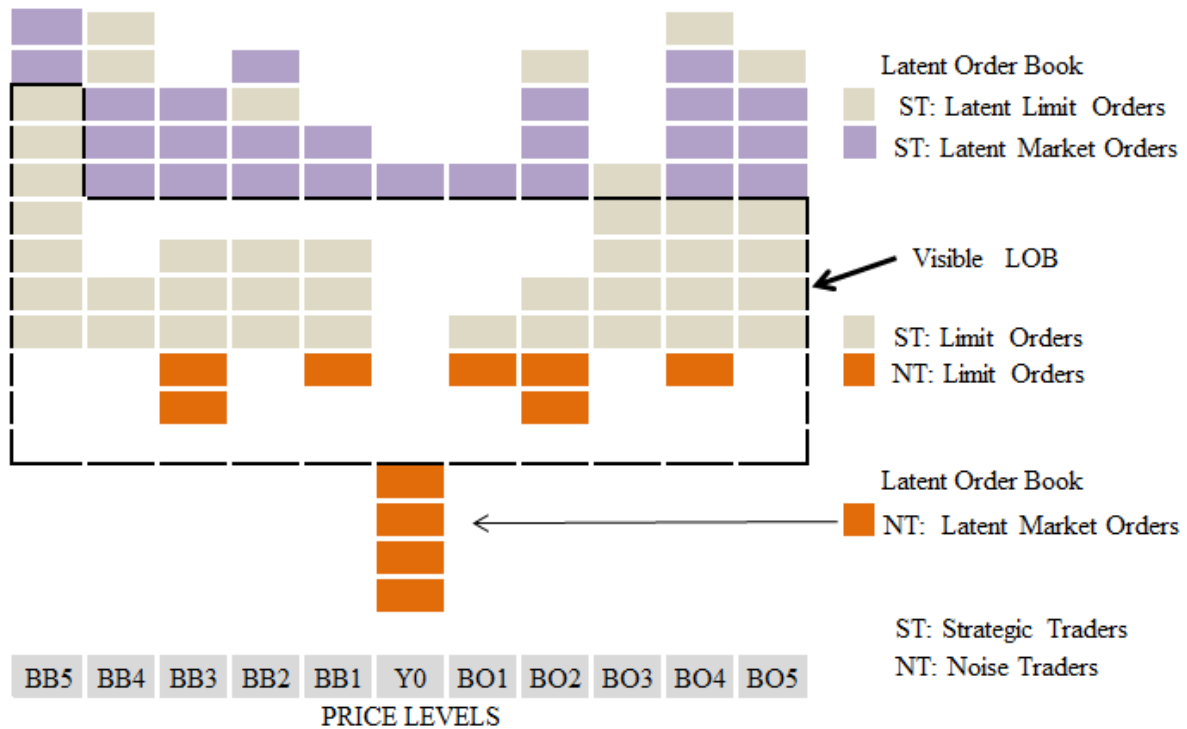 Latent Order Book
ST: Latent Limit Orders
ST: Latent Market Orders
Visible LOB
ST: Limit Orders
NT: Limit Orders
Latent Order Book
NT: Latent Market Orders
ST: Strategic Traders
NT: Noise Traders
BB5 BB4 BB3 BB2 BB1 Y0 BO1 BO2 BO3 BO4 BO5
PRICE LEVELS